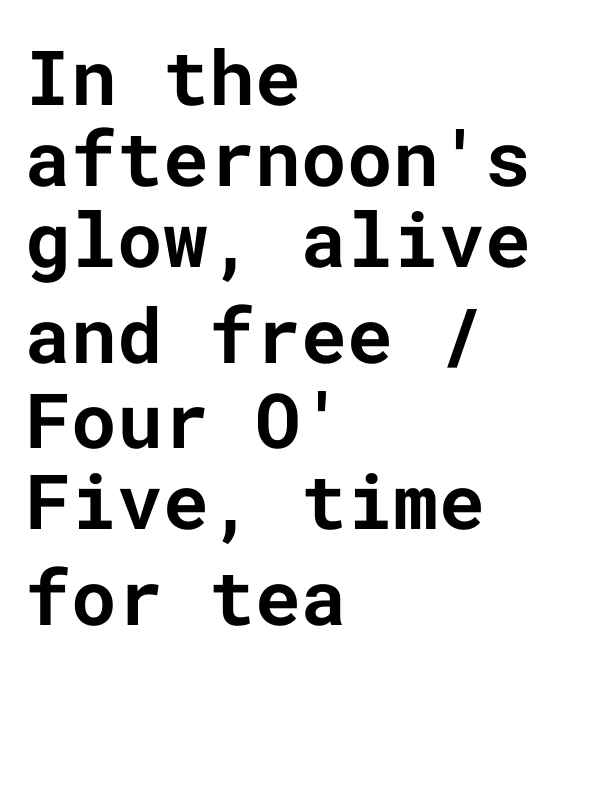 In the
afternoon's
glow, alive
and free /
Four O'
Five, time
for tea